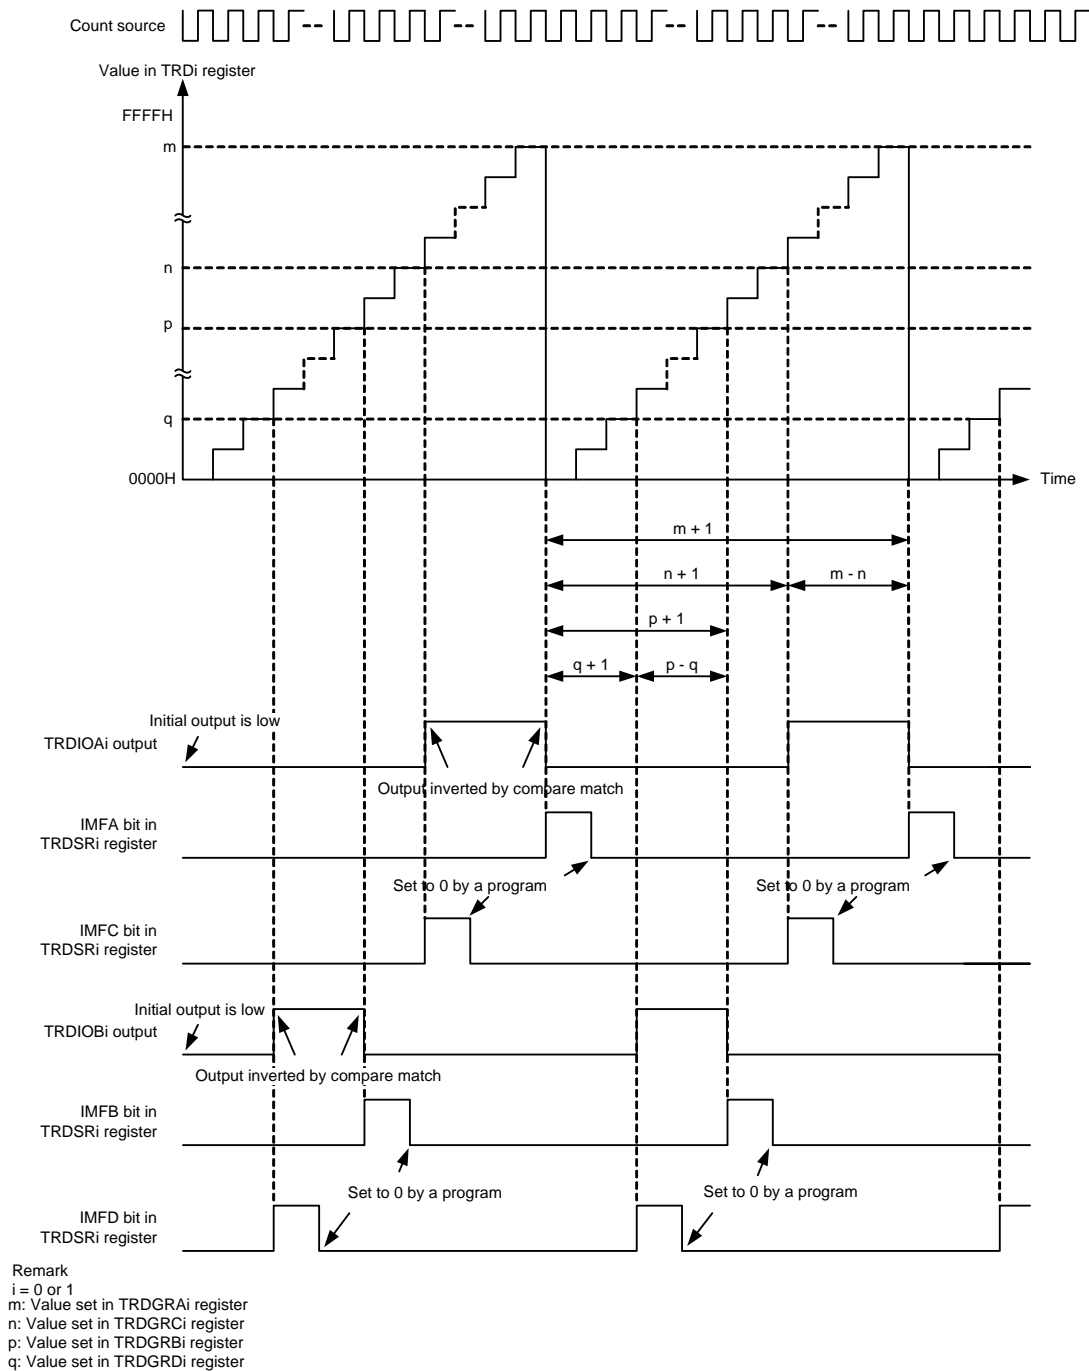 Count source
Value in TRDi register
FFFFH
m
n
p
q
0000H
Time
m + 1
n + 1
m - n
p + 1
q + 1
p - q
Initial output is low
TRDIOAi output
Output inverted by compare match
IMFA bit in
TRDSRi register
Set to 0 by a program
Set to 0 by a program
IMFC bit in
TRDSRi register
Initial output is low
TRDIOBi output
Output inverted by compare match
IMFB bit in
TRDSRi register
Set to 0 by a program
Set to 0 by a program
IMFD bit in
TRDSRi register
Remark
i = 0 or 1
m: Value set in TRDGRAi register
n: Value set in TRDGRCi register
p: Value set in TRDGRBi register
q: Value set in TRDGRDi register